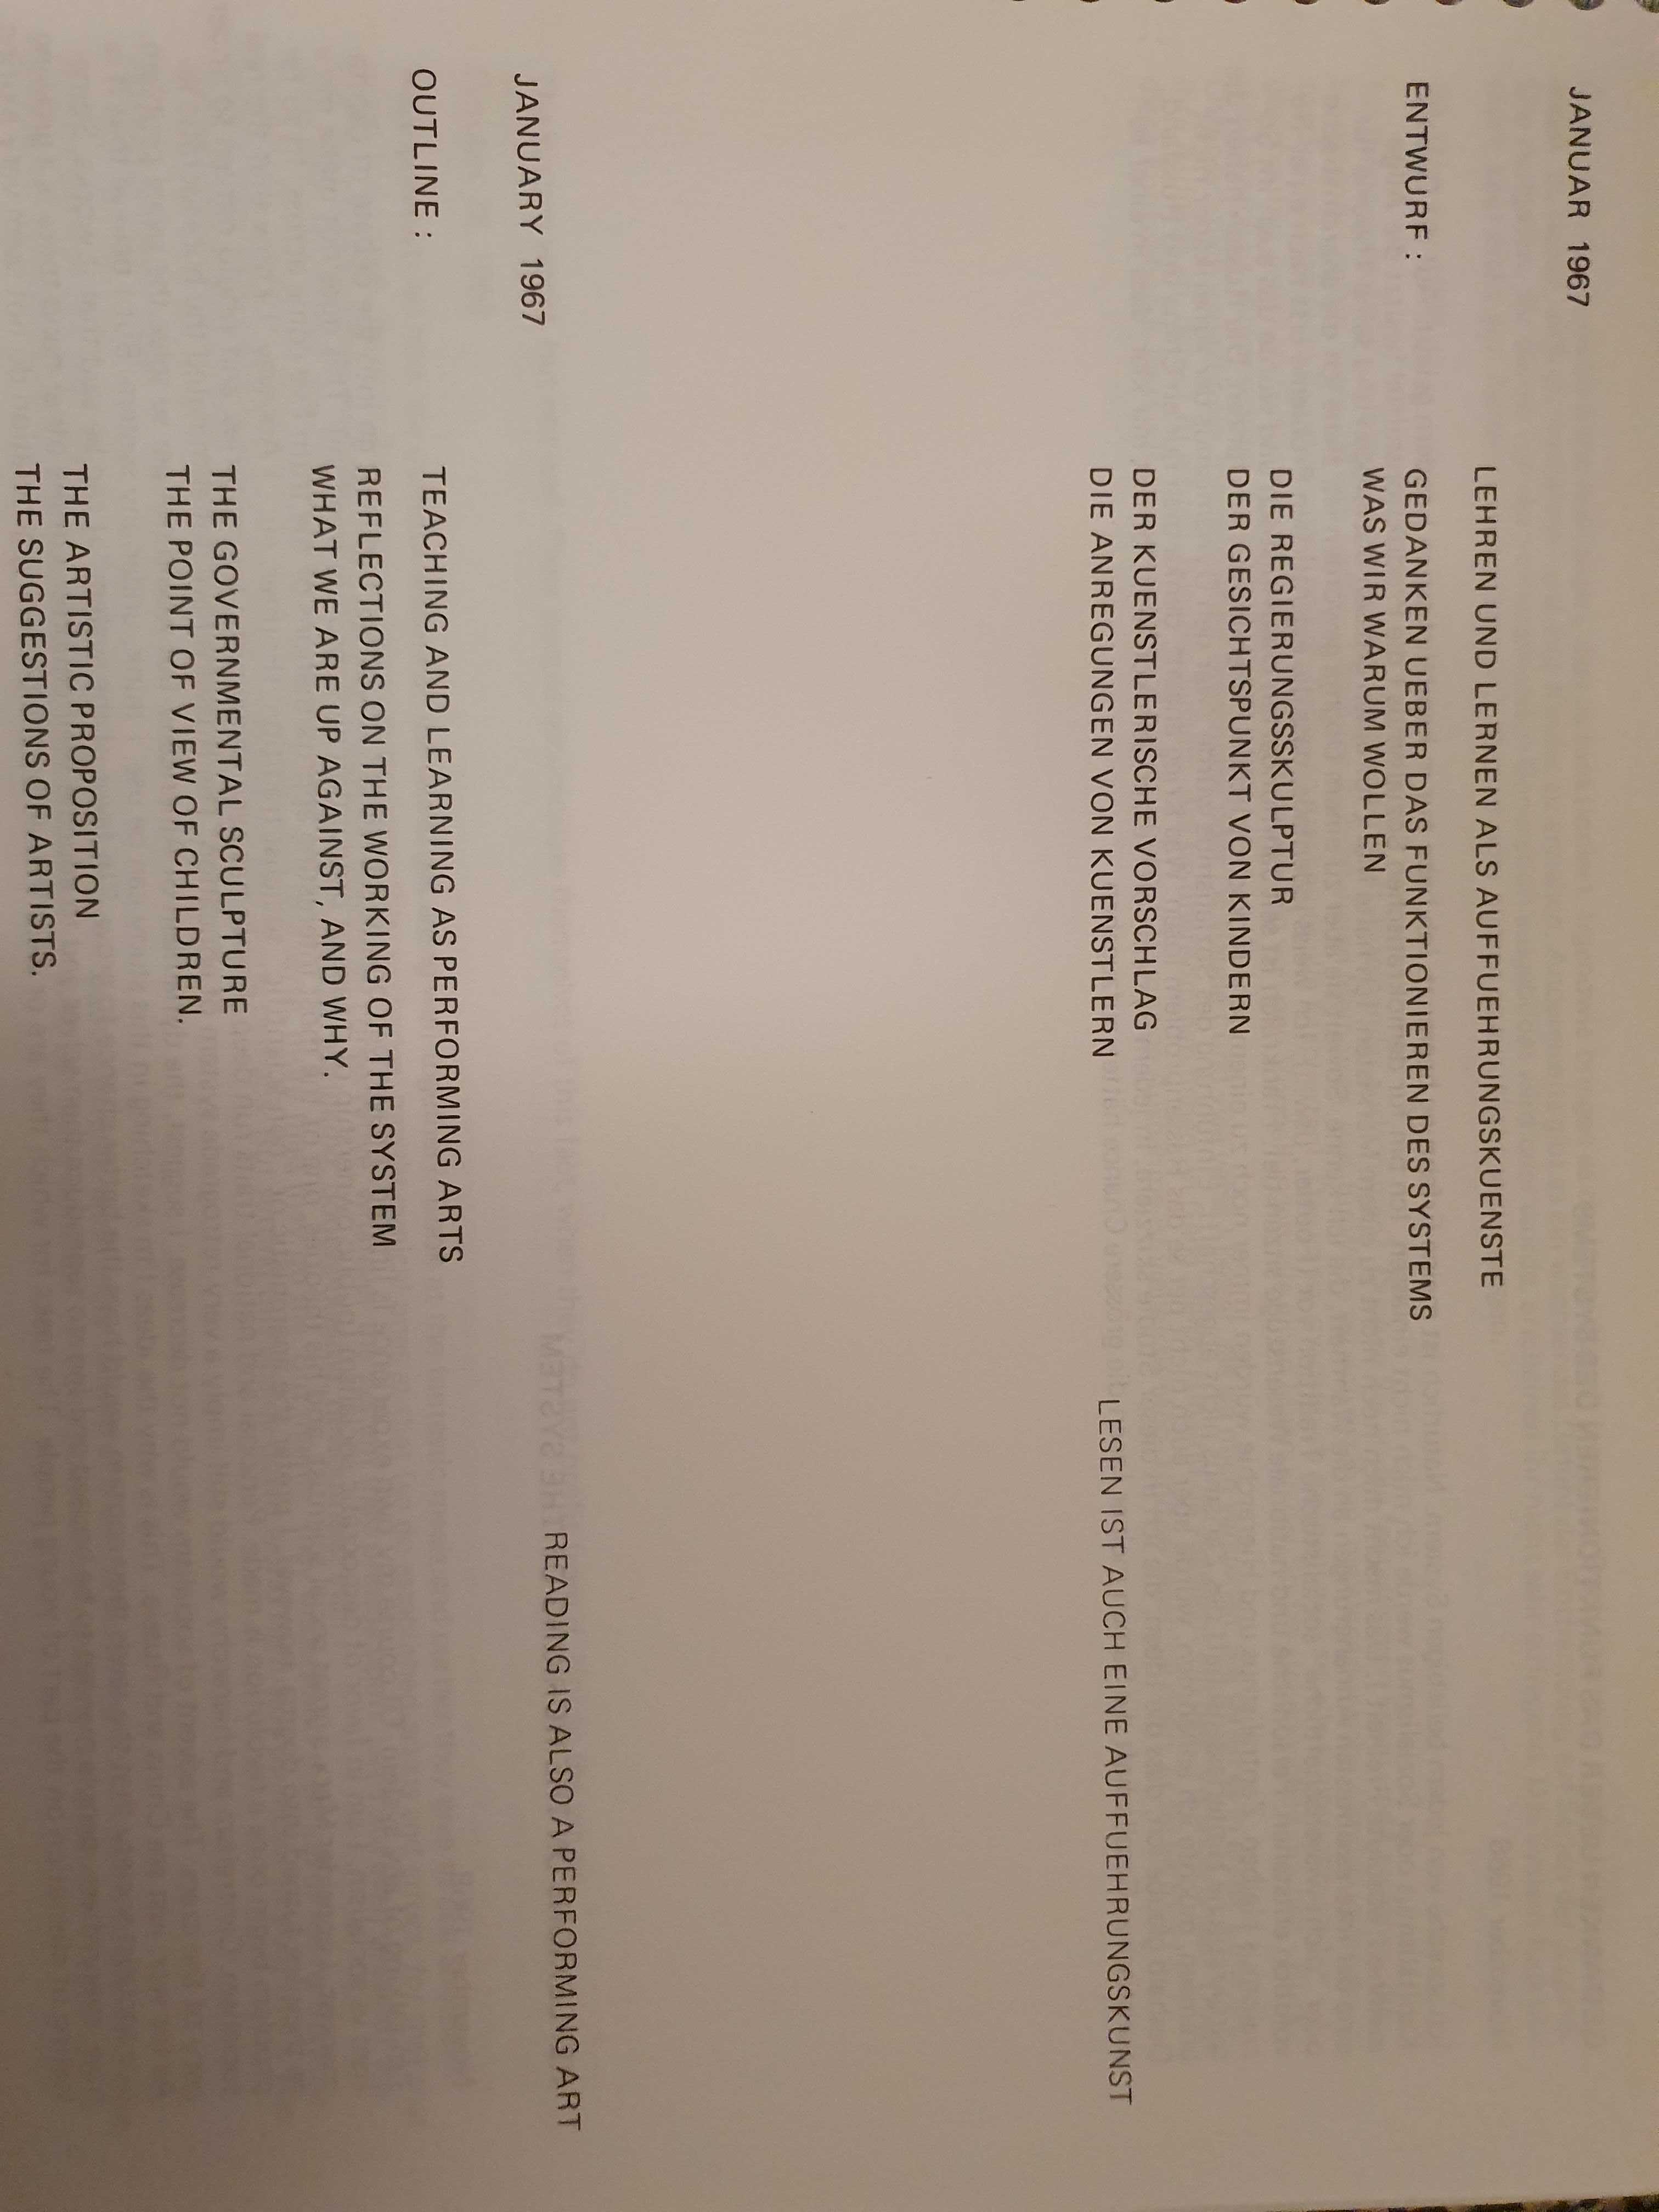 JANUAR 1967
LEHREN UND LERNEN ALS AUFFUEHRUNGSKUENSTE
ENTWURF :
GEDANKEN UEBER DAS FUNKTIONIEREN DES SYSTEMS
WAS WIR WARUM WOLLEN
DIE REGIERUNGSSKULPTUR
DER GESICHTSPUNKT VON KINDERN
DER KUENSTLERISCHE VORSCHLAG
DIE ANREGUNGEN VON KUENSTLERN
LESEN IST AUCH EINE AUFFUEHRUNGSKUNST
READING IS ALSO A PERFORMING ART
JANUARY 1967
OUTLINE :
TEACHING AND LEARNING AS PERFORMING ARTS
REFLECTIONS ON THE WORKING OF THE SYSTEM
WHAT WE ARE UP AGAINST, AND WHY.
THE GOVERNMENTAL SCULPTURE
THE POINT OF VIEW OF CHILDREN.
THE ARTISTIC PROPOSITION
THE SUGGESTIONS OF ARTISTS.